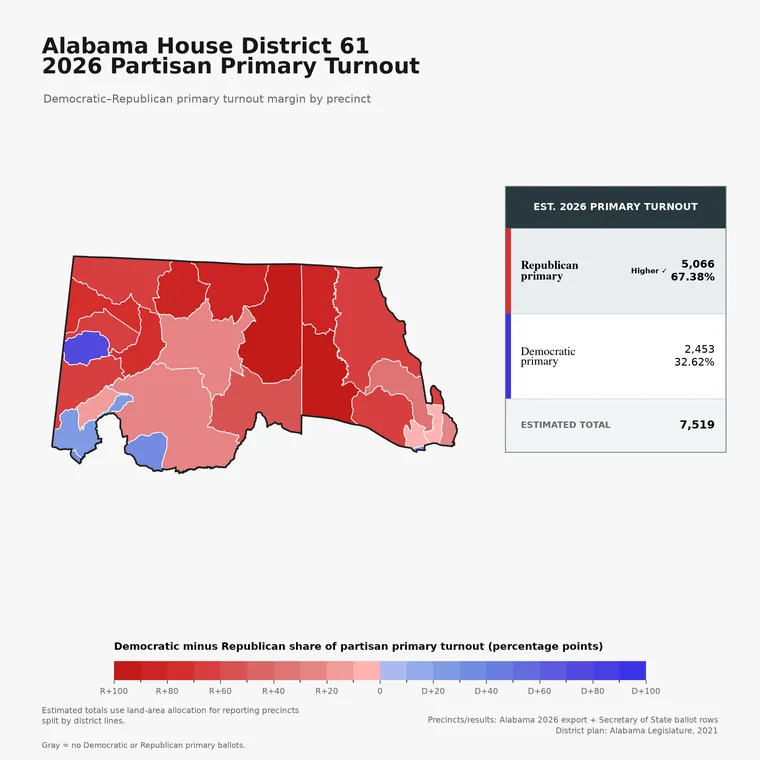 Alabama House District 61
2026 Partisan Primary Turnout
Democratic–Republican primary turnout margin by precinct
EST. 2026 PRIMARY TURNOUT
Republican
primary
Higher ✓
5,066
67.38%
Democratic
primary
2,453
32.62%
ESTIMATED TOTAL
7,519
Democratic minus Republican share of partisan primary turnout (percentage points)
R+100 R+80 R+60 R+40 R+20 0 D+20 D+40 D+60 D+80 D+100
Estimated totals use land-area allocation for reporting precincts
split by district lines.
Gray = no Democratic or Republican primary ballots.
Precincts/results: Alabama 2026 export + Secretary of State ballot rows
District plan: Alabama Legislature, 2021